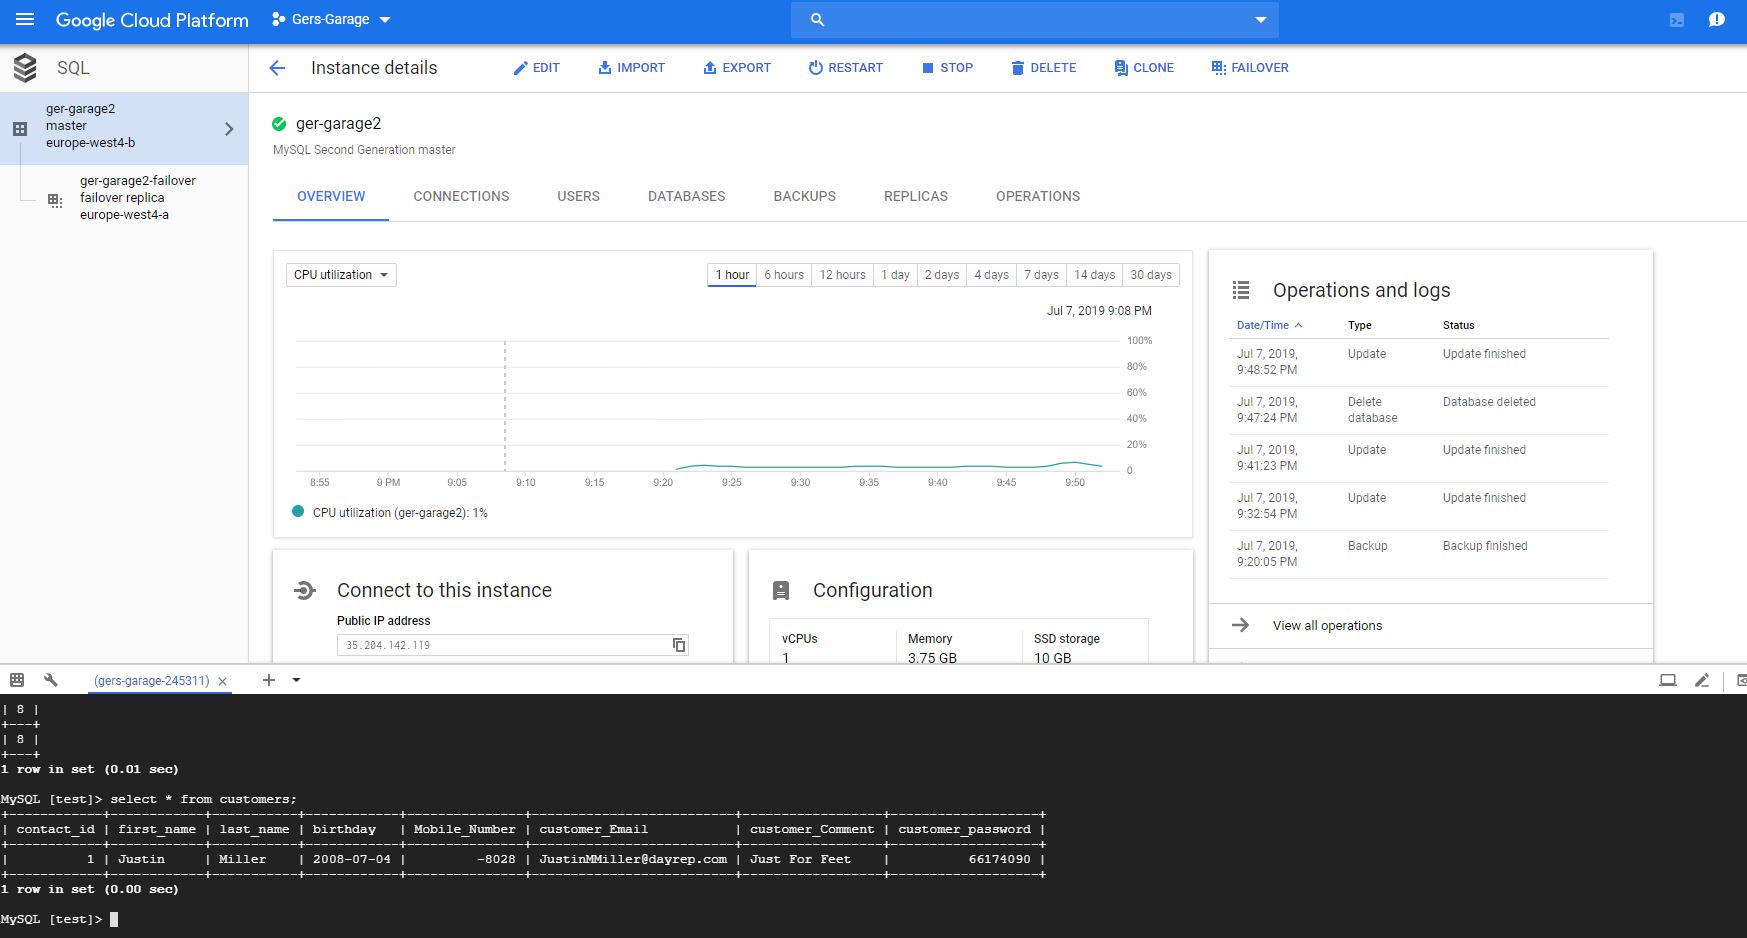 Google Cloud Platform
Gers-Garage
SQL
Instance details
EDIT
IMPORT
EXPORT
RESTART
STOP
DELETE
CLONE
FAILOVER
ger-garage2
master
europe-west4-b
ger-garage2-failover
failover replica
europe-west4-a
ger-garage2
MySQL Second Generation master
OVERVIEW
CONNECTIONS
USERS
DATABASES
BACKUPS
REPLICAS
OPERATIONS
CPU utilization
1 hour
6 hours
12 hours
1 day
2 days
4 days
7 days
14 days
30 days
Jul 7, 2019 9:08 PM
100%
80%
60%
40%
20%
0
8:55
9 PM
9:05
9:10
9:15
9:20
9:25
9:30
9:35
9:40
9:45
9:50
CPU utilization (ger-garage2): 1%
Operations and logs
Date/Time Type Status
Jul 7, 2019,
9:48:52 PM
Update
Update finished
Jul 7, 2019,
9:47:24 PM
Delete
database
Database deleted
Jul 7, 2019,
9:41:23 PM
Update
Update finished
Jul 7, 2019,
9:32:54 PM
Update
Update finished
Jul 7, 2019,
9:20:05 PM
Backup
Backup finished
View all operations
Connect to this instance
Public IP address
35.204.142.119
Configuration
vCPUs
1
Memory
3.75 GB
SSD storage
10 GB
(gers-garage-245311)
| 8 |
+---+
| 8 |
+---+
1 row in set (0.01 sec)
MySQL [test]> select * from customers;
+------------+------------+-----------+------------+---------------+--------------------------+------------------+-------------------+
| contact_id | first_name | last_name | birthday | Mobile_Number | customer_Email | customer_Comment | customer_password |
+------------+------------+-----------+------------+---------------+--------------------------+------------------+-------------------+
| 1 | Justin | Miller | 2008-07-04 | -8028 | JustinMMiller@dayrep.com | Just For Feet | 66174090 |
+------------+------------+-----------+------------+---------------+--------------------------+------------------+-------------------+
1 row in set (0.00 sec)
MySQL [test]>